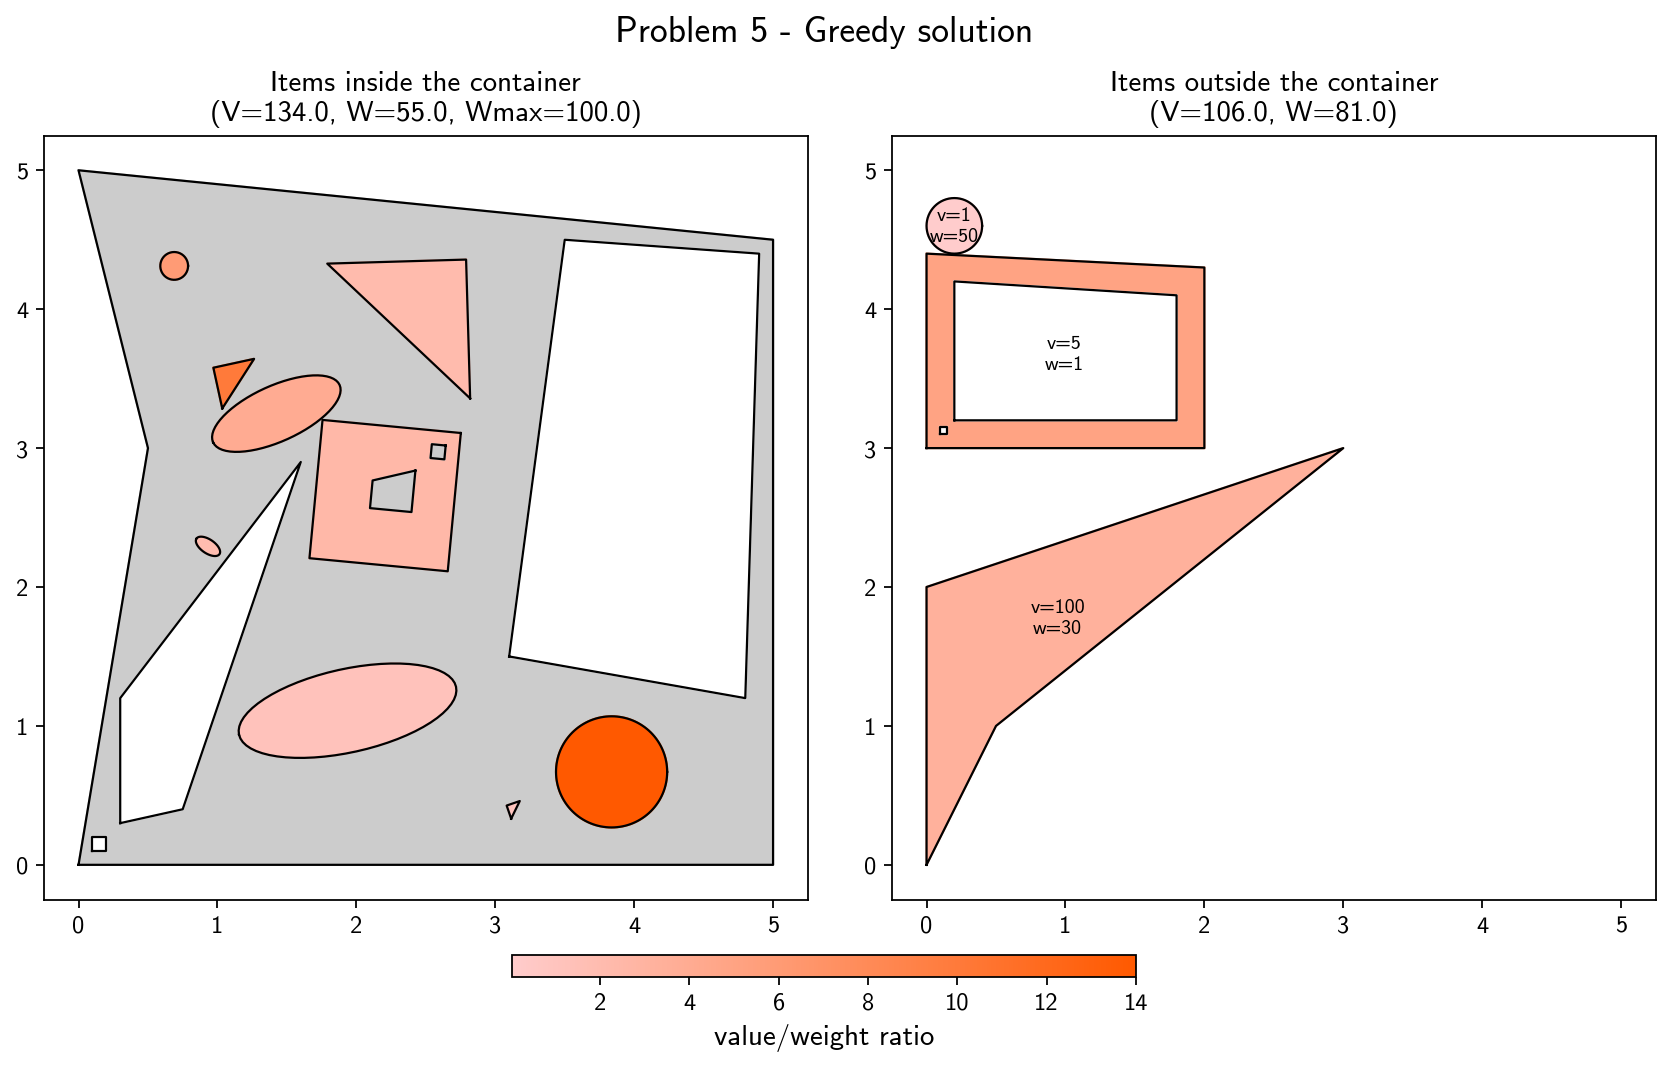 Problem 5 - Greedy solution
Items inside the container
(V=134.0, W=55.0, Wmax=100.0)
5
4
3
2
1
0
0 1 2 3 4 5
Items outside the container
(V=106.0, W=81.0)
5
4
3
2
1
0
v=1
w=50
v=5
w=1
v=100
w=30
0 1 2 3 4 5
2 4 6 8 10 12 14
value/weight ratio